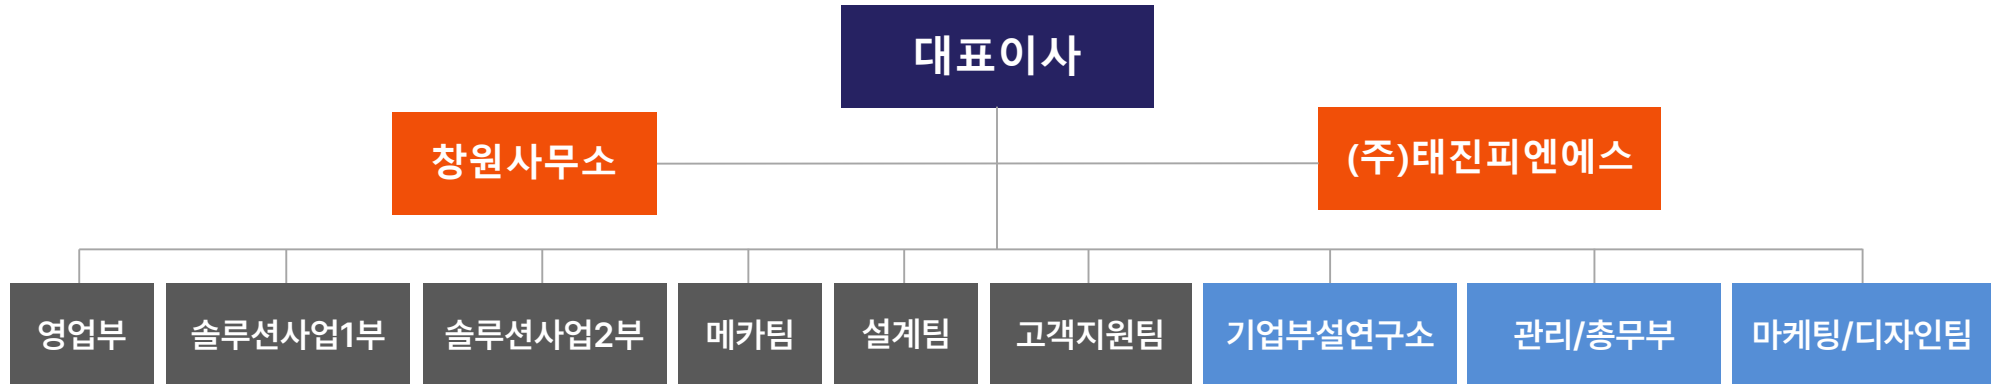 대표이사
창원사무소
(주)태진피엔에스
영업부
솔루션사업1부
솔루션사업2부
메카팀
설계팀
고객지원팀
기업부설연구소
관리/총무부
마케팅/디자인팀